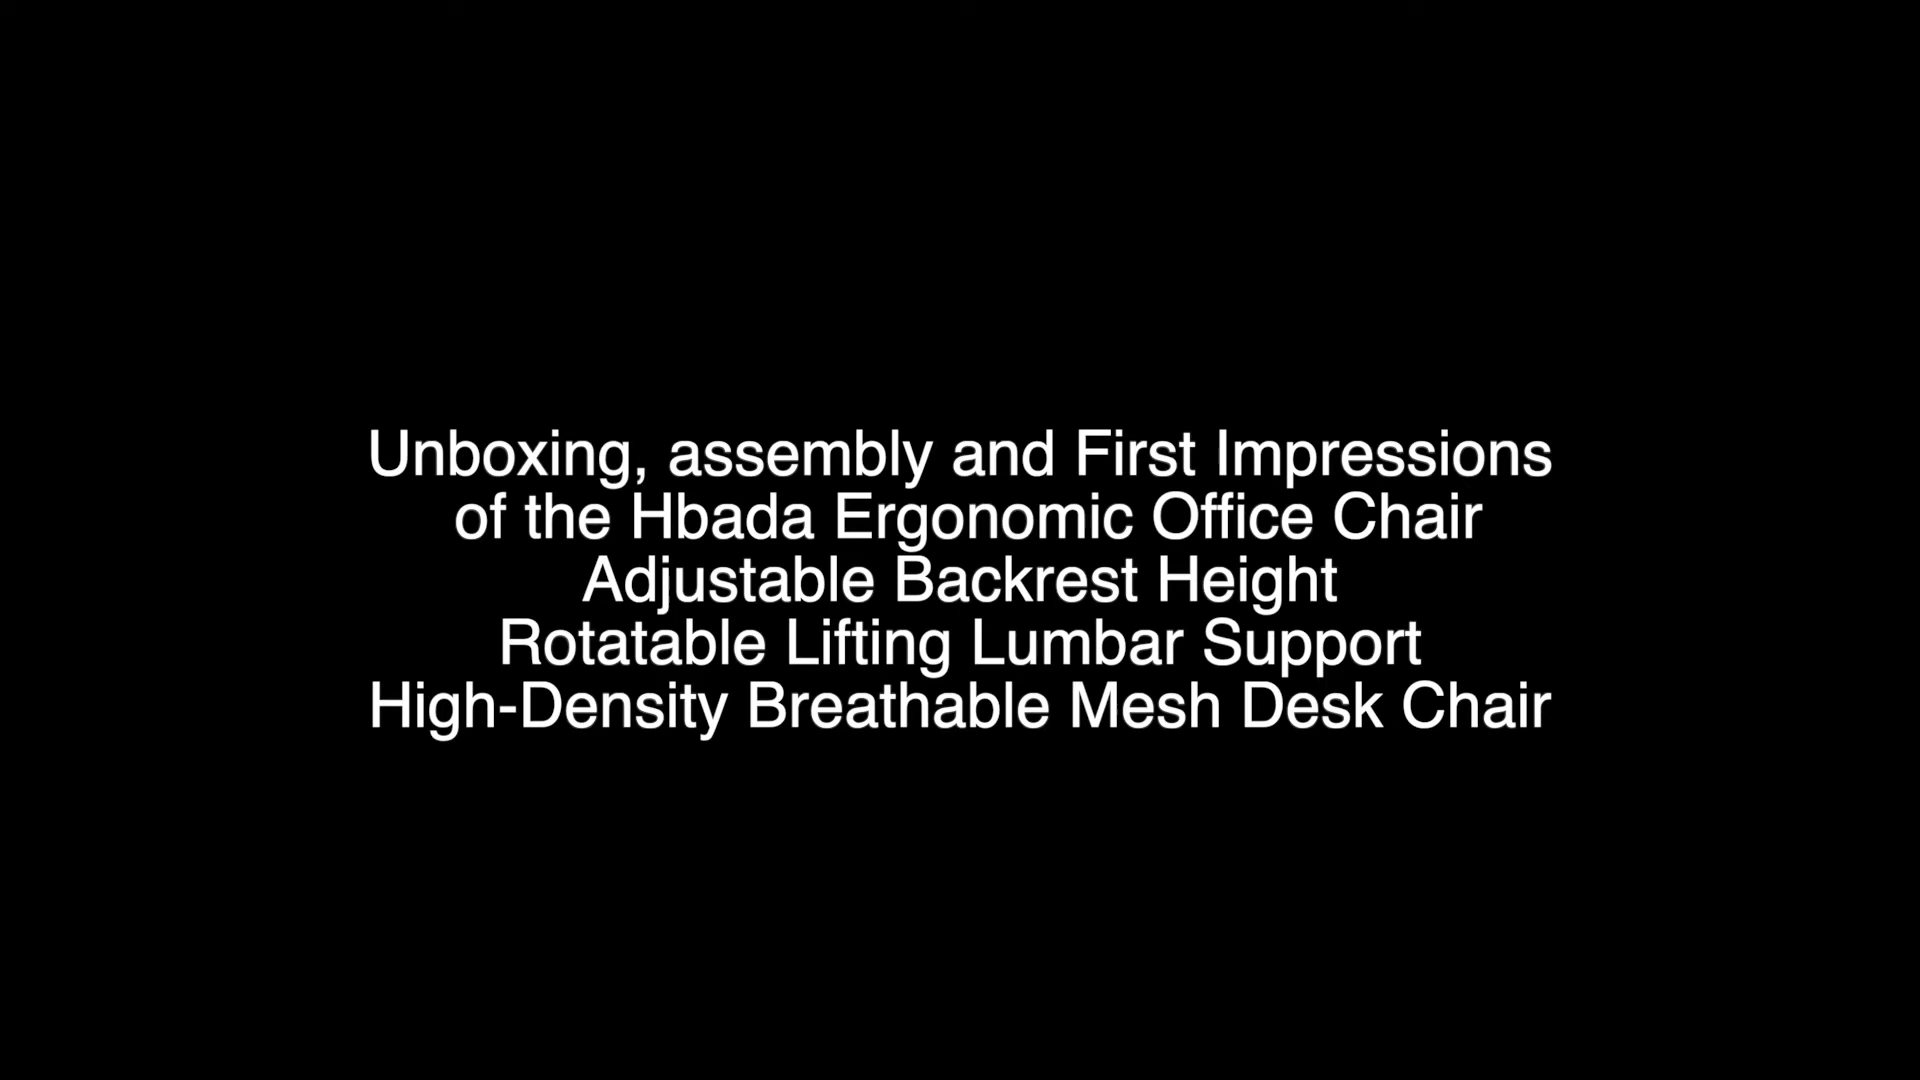 Unboxing, assembly and First Impressions
of the Hbada Ergonomic Office Chair
Adjustable Backrest Height
Rotatable Lifting Lumbar Support
High-Density Breathable Mesh Desk Chair